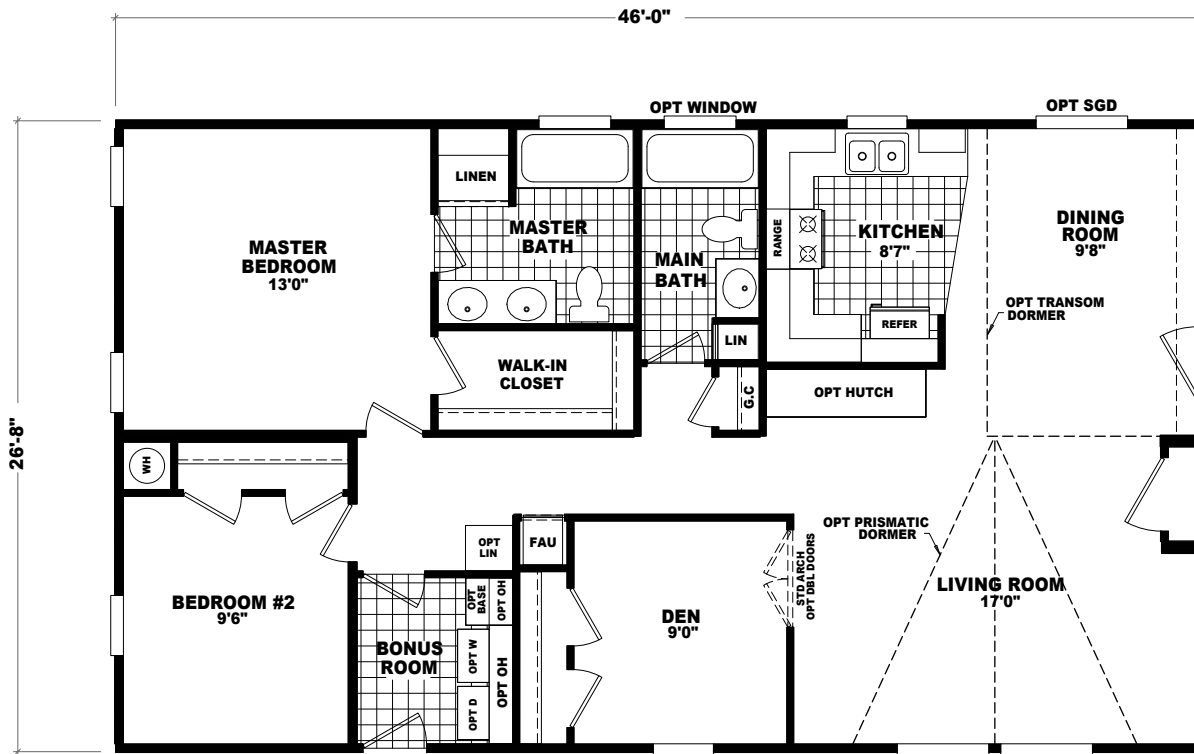 46'-0"
OPT WINDOW
OPT SGD
LINEN
MASTER
BATH
MAIN
BATH
RANGE
KITCHEN
8'7"
DINING
ROOM
9'8"
MASTER
BEDROOM
13'0"
OPT TRANSOM
DORMER
REFER
LIN
WALK-IN
CLOSET
G.C
OPT HUTCH
26'-8"
WH
OPT
LIN
FAU
OPT PRISMATIC
DORMER
STD ARCH
OPT DBL DOORS
LIVING ROOM
17'0"
BEDROOM #2
9'6"
OPT
BASE
OPT OH
DEN
9'0"
BONUS
ROOM
OPT W
OPT OH
OPT D